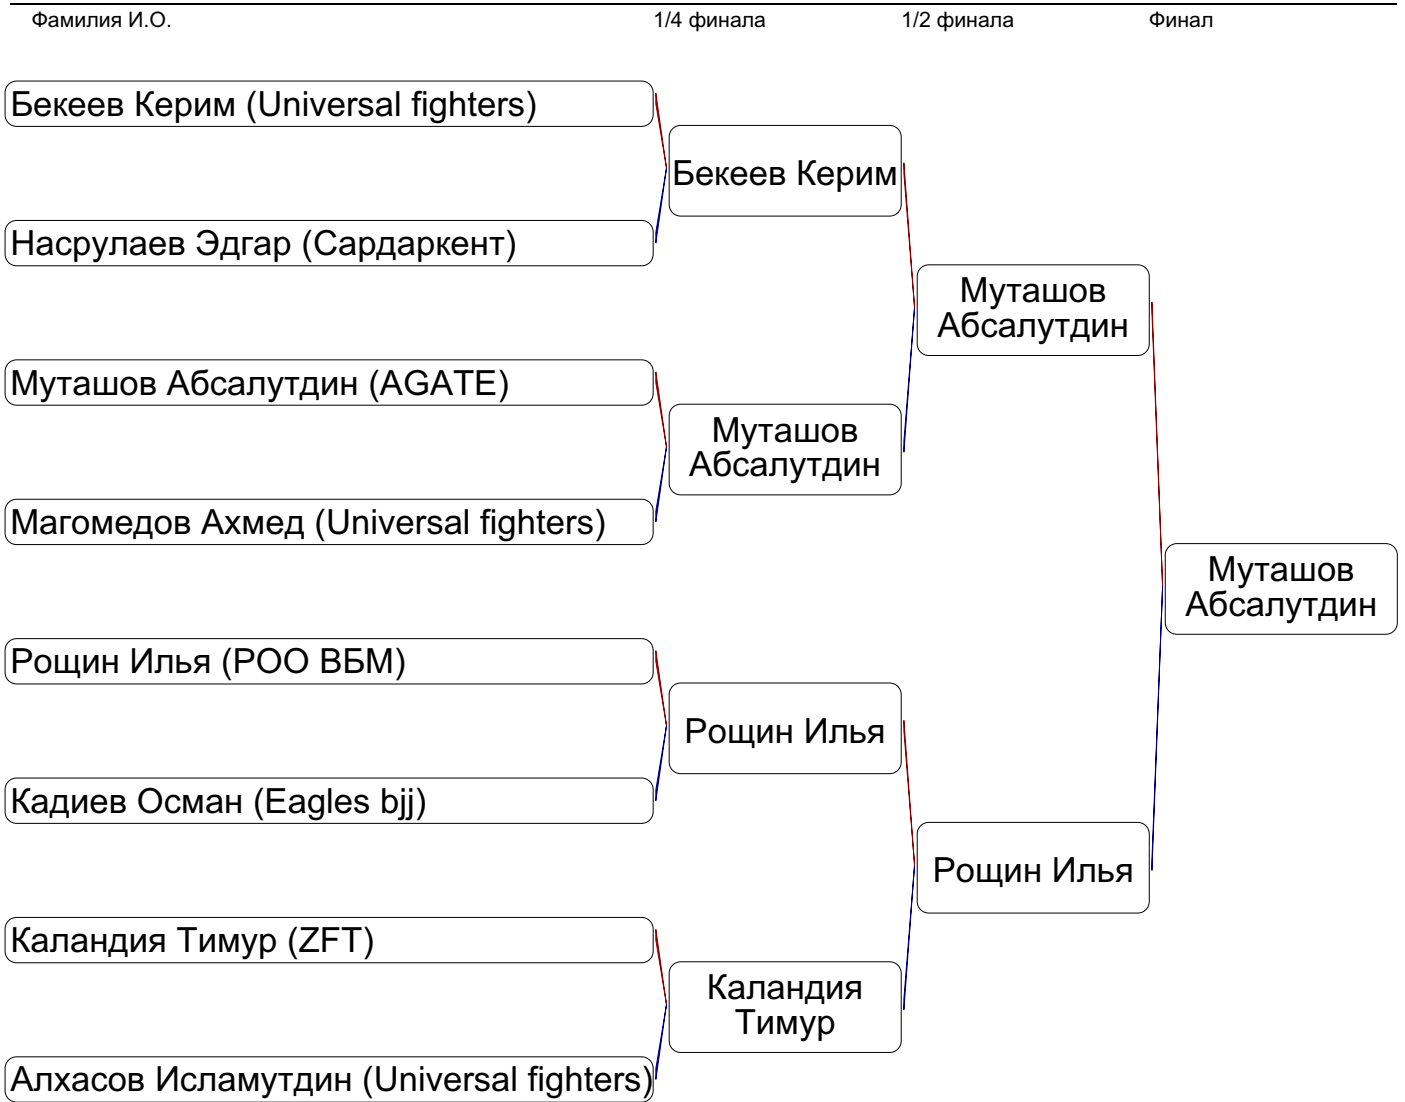 Фамилия И.О. 1/4 финала 1/2 финала Финал
Бекеев Керим (Universal fighters)
Бекеев Керим
Насрулаев Эдгар (Сардаркент)
Муташов
Абсалутдин
Муташов Абсалутдин (AGATE)
Муташов
Абсалутдин
Магомедов Ахмед (Universal fighters)
Муташов
Абсалутдин
Рощин Илья (РОО ВБМ)
Рощин Илья
Кадиев Осман (Eagles bjj)
Рощин Илья
Каландия Тимур (ZFT)
Каландия
Тимур
Алхасов Исламутдин (Universal fighters)